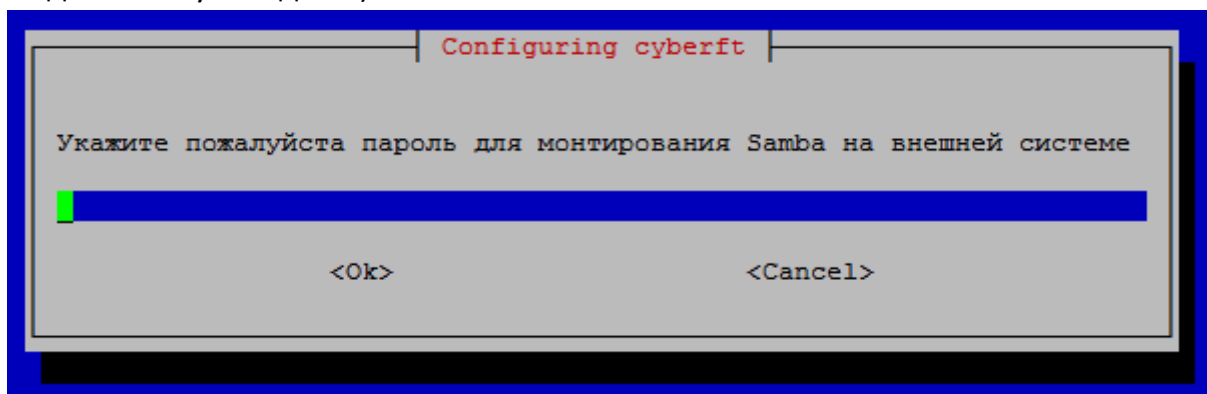 Configuring cyberft
Укажите пожалуйста пароль для монтирования Samba на внешней системе
<Ok> <Cancel>